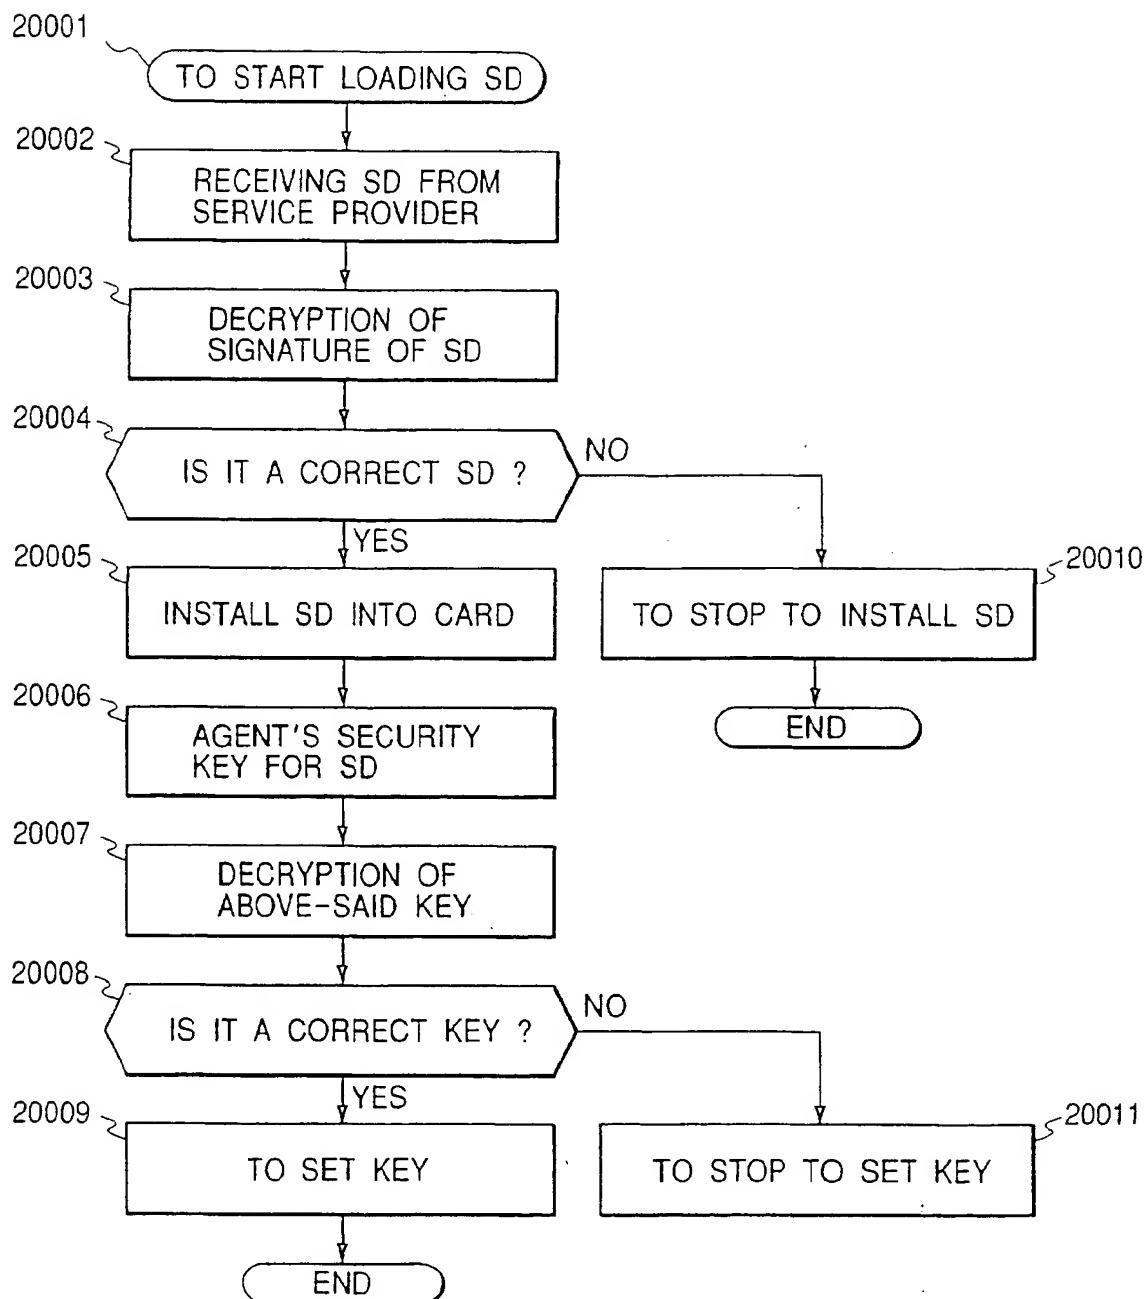 20001
TO START LOADING SD
20002
RECEIVING SD FROM
SERVICE PROVIDER
20003
DECRYPTION OF
SIGNATURE OF SD
20004
IS IT A CORRECT SD ?
NO
YES
20005
INSTALL SD INTO CARD
20010
TO STOP TO INSTALL SD
END
20006
AGENT'S SECURITY
KEY FOR SD
20007
DECRYPTION OF
ABOVE-SAID KEY
20008
IS IT A CORRECT KEY ?
NO
YES
20009
TO SET KEY
20011
TO STOP TO SET KEY
END